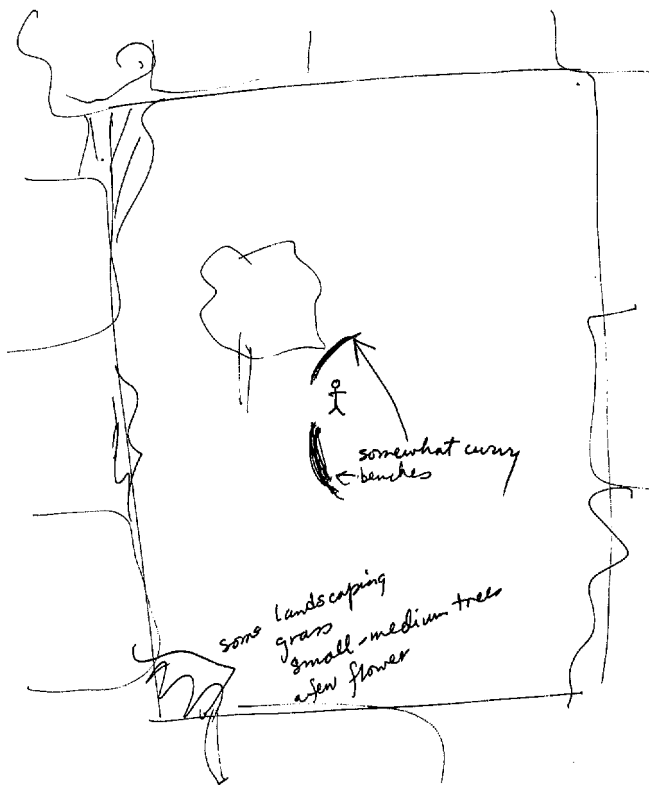 somewhat curvy
benches
some landscaping
grass
small-medium trees
a few flower